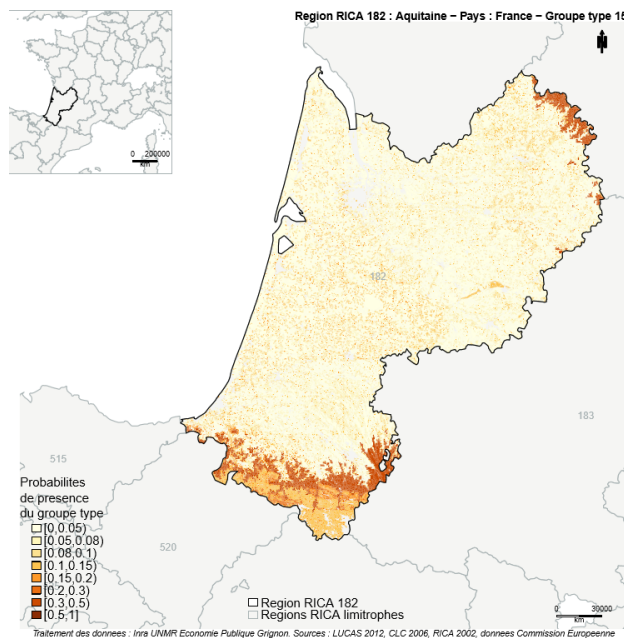 Region RICA 182 : Aquitaine − Pays : France − Groupe type 15
N
0 200000
km
182
183
515
520
Probabilites
de presence
du groupe type
[0,0.05)
[0.05,0.08)
[0.08,0.1)
[0.1,0.15)
[0.15,0.2)
[0.2,0.3)
[0.3,0.5)
[0.5,1]
Region RICA 182
Regions RICA limitrophes
0 30000
km
Traitement des donnees : Inra UNMR Economie Publique Grignon. Sources : LUCAS 2012, CLC 2006, RICA 2002, donnees Commission Europeenne